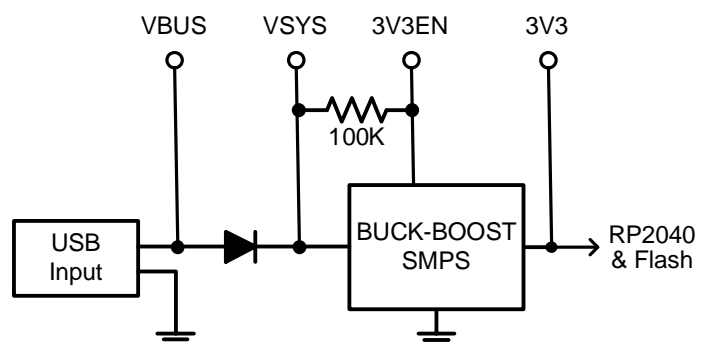 VBUS
VSYS
3V3EN
3V3
100K
USB
Input
BUCK-BOOST
SMPS
RP2040
& Flash